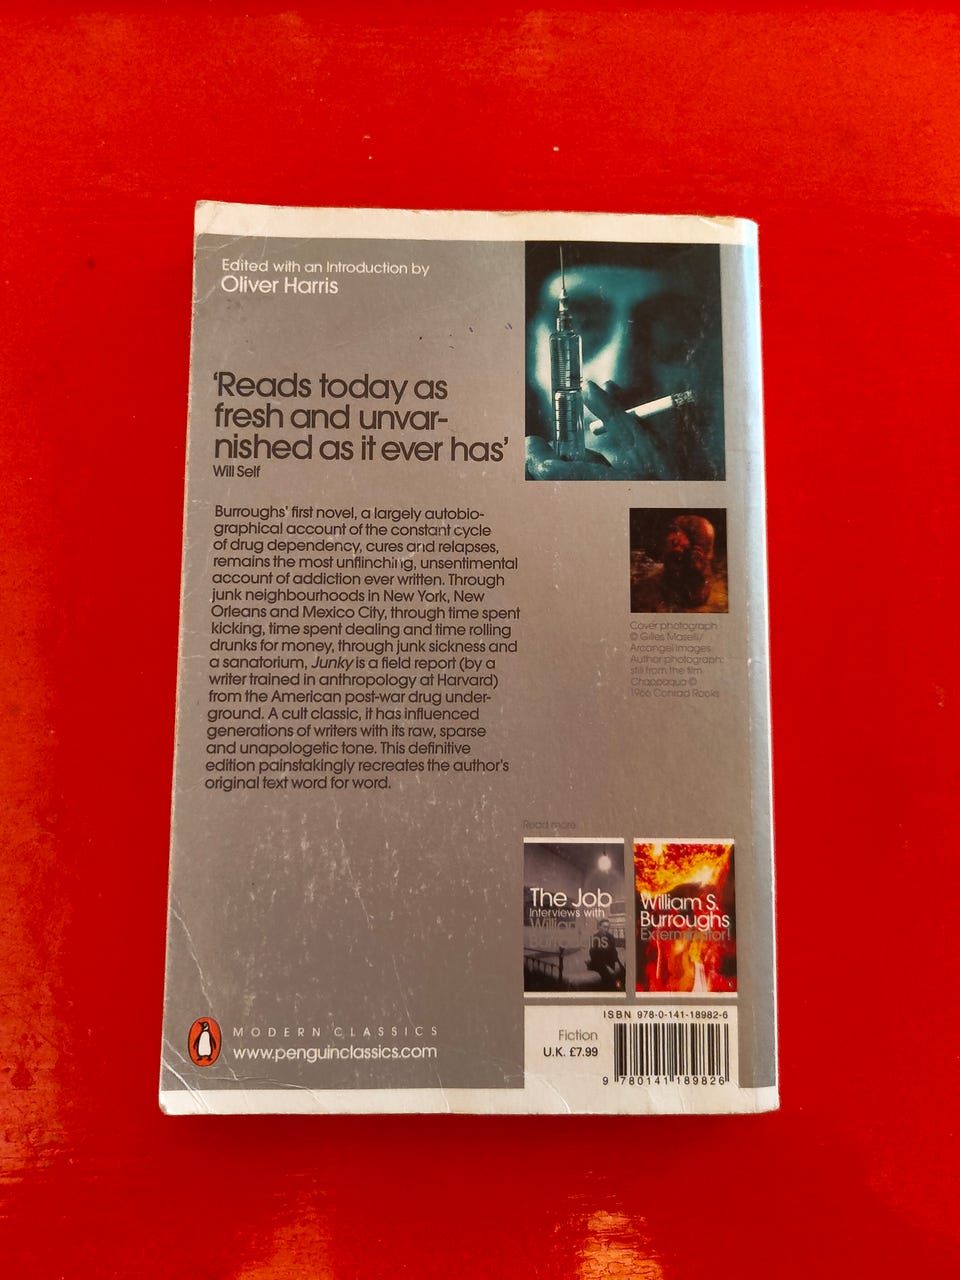 Edited with an Introduction by
Oliver Harris
‘Reads today as
fresh and unvar-
nished as it ever has’
Will Self
Burroughs’ first novel, a largely autobio-
graphical account of the constant cycle
of drug dependency, cures and relapses,
remains the most unflinching, unsentimental
account of addiction ever written. Through
junk neighbourhoods in New York, New
Orleans and Mexico City, through time spent
kicking, time spent dealing and time rolling
drunks for money, through junk sickness and
a sanatorium, Junky is a field report (by a
writer trained in anthropology at Harvard)
from the American post-war drug under-
ground. A cult classic, it has influenced
generations of writers with its raw, sparse
and unapologetic tone. This definitive
edition painstakingly recreates the author’s
original text word for word.
Cover photograph
© Gilles Maselli/
Arcangel Images
Author photograph:
still from the film
Chappaqua ©
1966 Conrad Rooks
Read more
The Job
Interviews with
William
Burroughs
William S.
Burroughs
Exterminator!
MODERN CLASSICS
www.penguinclassics.com
Fiction
U.K. £7.99
ISBN 978-0-141-18982-6
9 780141 189826